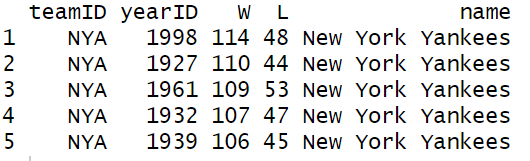 teamID yearID W L name
1 NYA 1998 114 48 New York Yankees
2 NYA 1927 110 44 New York Yankees
3 NYA 1961 109 53 New York Yankees
4 NYA 1932 107 47 New York Yankees
5 NYA 1939 106 45 New York Yankees